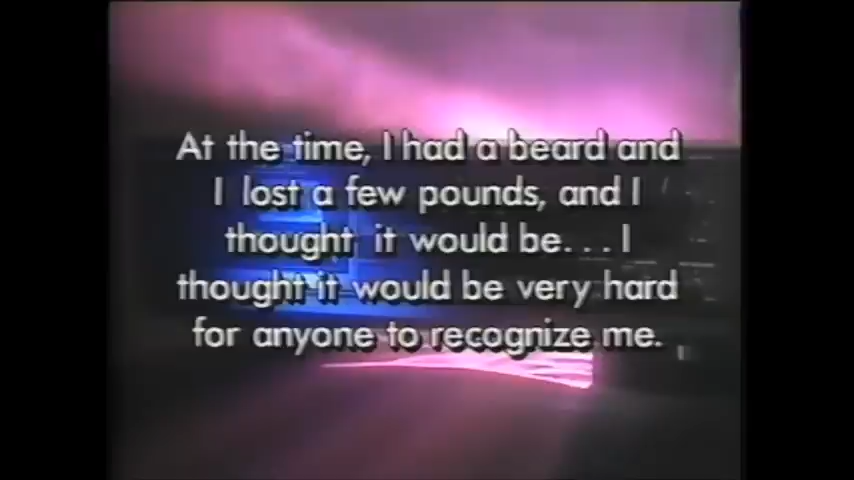 At the time, I had a beard and
I lost a few pounds, and I
thought it would be... I
thought it would be very hard
for anyone to recognize me.